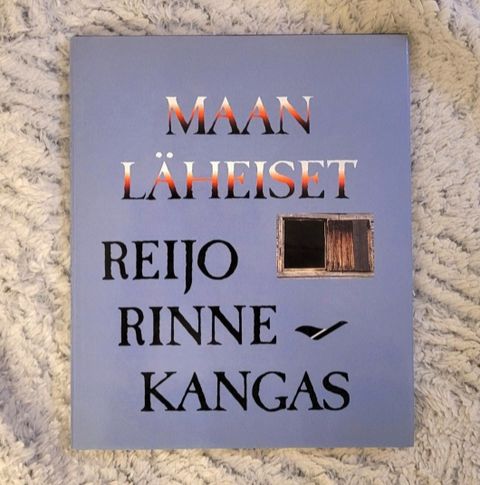 MAAN
LÄHEISET
REIJO
RINNE
KANGAS